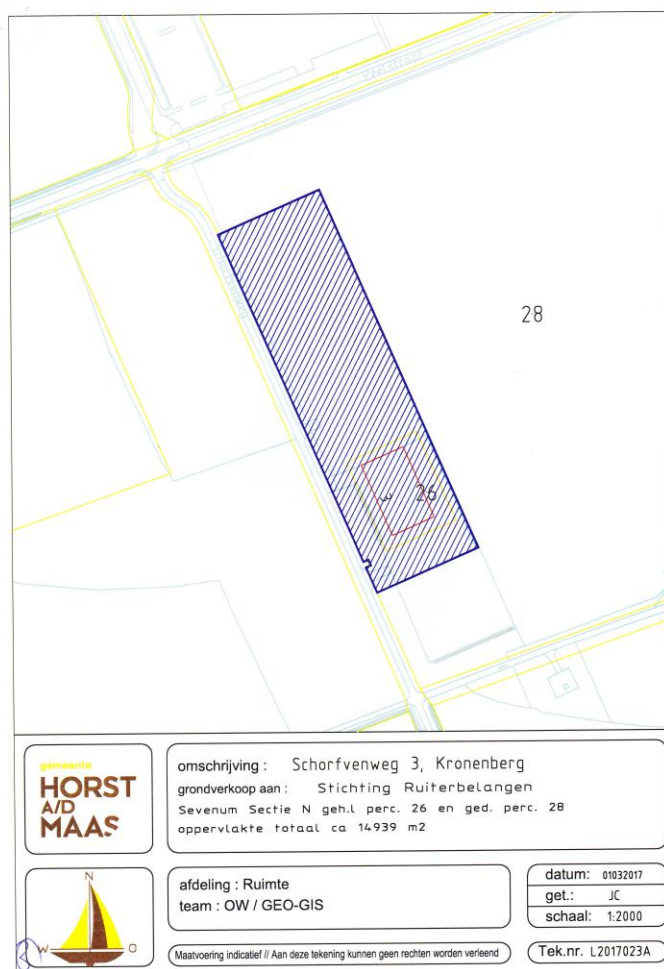 Peelstraat
28
3
26
gemeente
HORST
A/D
MAAS
omschrijving : Schorfvenweg 3, Kronenberg
grondverkoop aan : Stichting Ruiterbelangen
Sevenum Sectie N geh.l perc. 26 en ged. perc. 28
oppervlakte totaal ca 14939 m2
N
W
O
afdeling : Ruimte
team : OW / GEO-GIS
Maatvoering indicatief // Aan deze tekening kunnen geen rechten worden verleend
datum: 01032017
get.: JC
schaal: 1:2000
Tek.nr. L2017023A